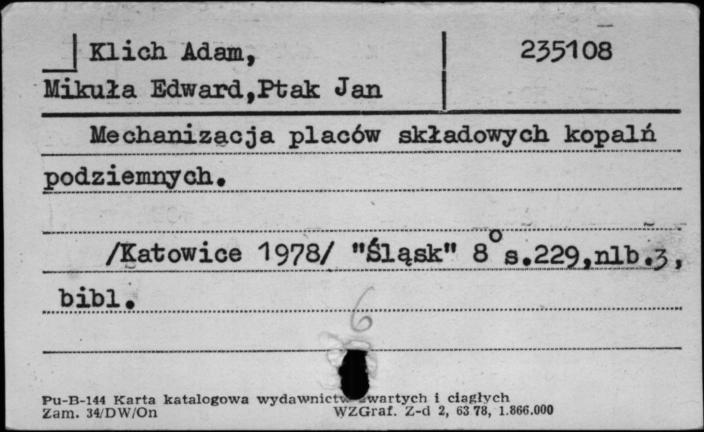 Klich Adam,
235108
Mikuła Edward,Ptak Jan
Mechanizacja placów składowych kopalń
podziemnych.
/Katowice 1978/ "Śląsk" 8° s.229,nlb.3,
bibl.
6
Pu-B-144 Karta katalogowa wydawnictw zwartych i ciągłych
Zam. 34/DW/On WZGraf. Z-d 2, 63 78, 1.866.000